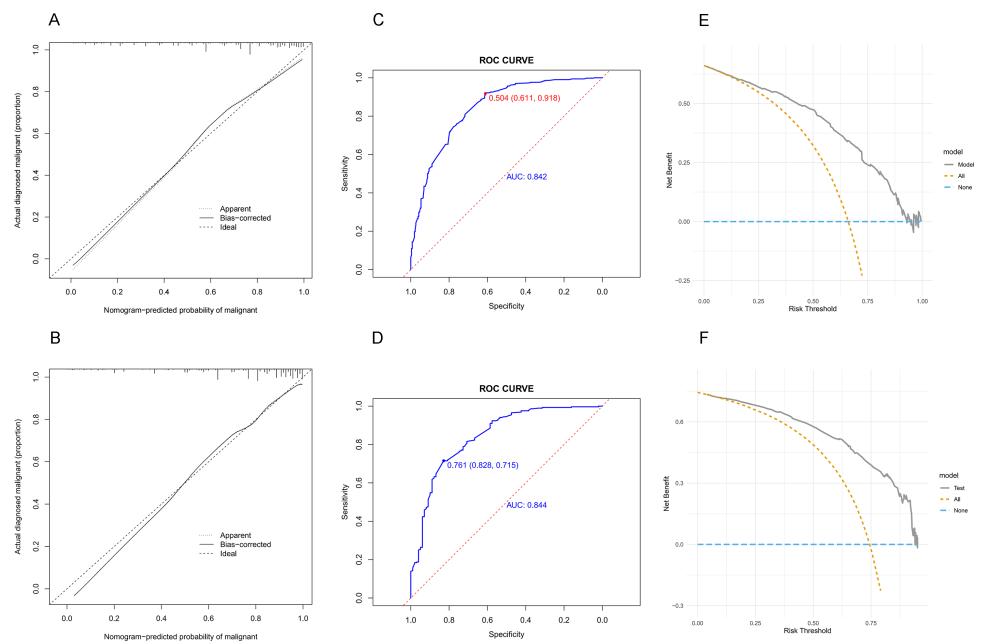 A
Actual diagnosed malignant (proportion)
0.0 0.2 0.4 0.6 0.8 1.0
Apparent
Bias−corrected
Ideal
0.0 0.2 0.4 0.6 0.8 1.0
Nomogram−predicted probability of malignant
C
ROC CURVE
Sensitivity
0.0 0.2 0.4 0.6 0.8 1.0
0.504 (0.611, 0.918)
AUC: 0.842
1.0 0.8 0.6 0.4 0.2 0.0
Specificity
E
Net Benefit
0.50
0.25
0.00
−0.25
0.00 0.25 0.50 0.75 1.00
Risk Threshold
model
Model
All
None
B
Actual diagnosed malignant (proportion)
0.0 0.2 0.4 0.6 0.8 1.0
Apparent
Bias−corrected
Ideal
0.0 0.2 0.4 0.6 0.8 1.0
Nomogram−predicted probability of malignant
D
ROC CURVE
Sensitivity
0.0 0.2 0.4 0.6 0.8 1.0
0.761 (0.828, 0.715)
AUC: 0.844
1.0 0.8 0.6 0.4 0.2 0.0
Specificity
F
Net Benefit
0.6
0.3
0.0
−0.3
0.00 0.25 0.50 0.75
Risk Threshold
model
Test
All
None